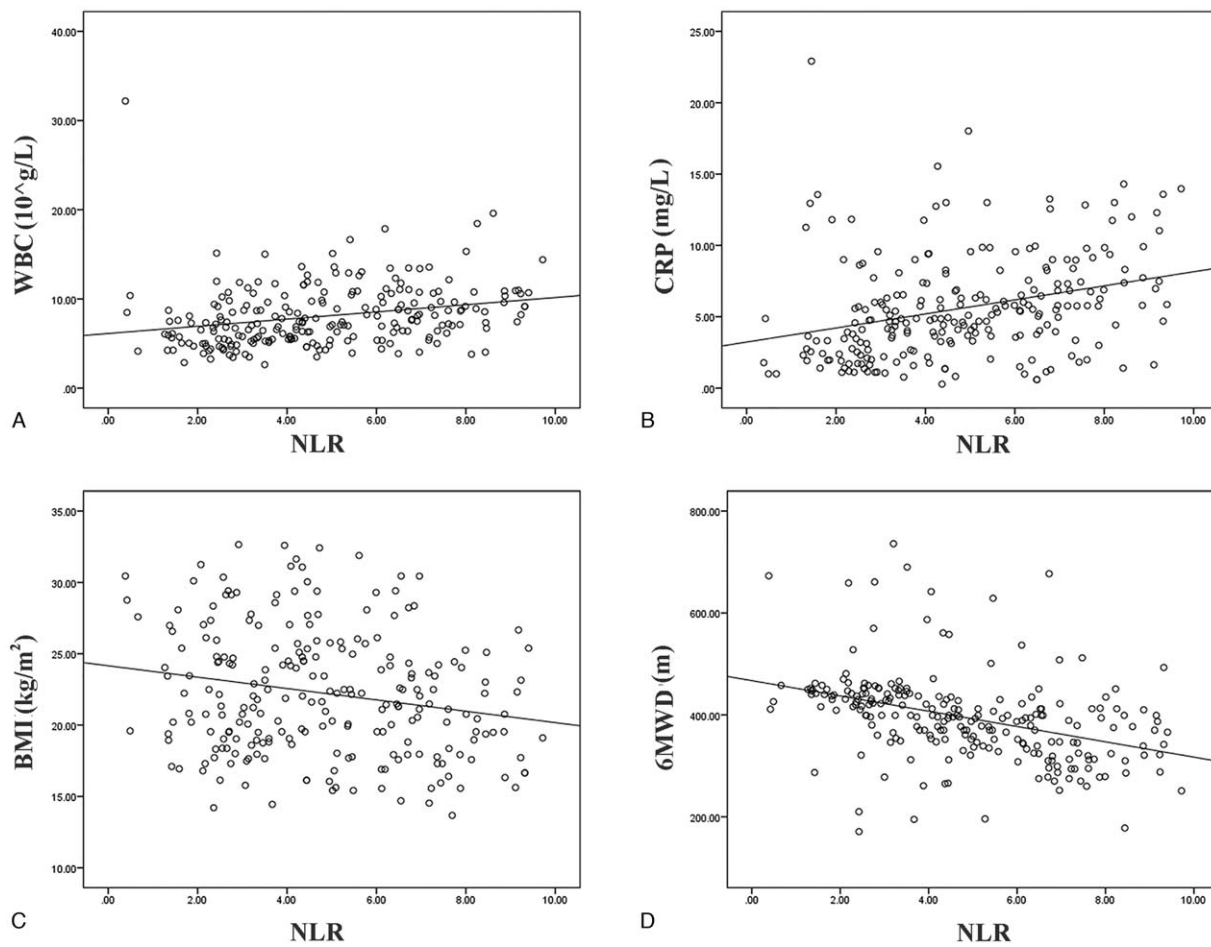 40.00
30.00
20.00
10.00
.00
WBC (10^g/L)
.00 2.00 4.00 6.00 8.00 10.00
A
NLR
25.00
20.00
15.00
10.00
5.00
.00
CRP (mg/L)
.00 2.00 4.00 6.00 8.00 10.00
B
NLR
35.00
30.00
25.00
20.00
15.00
10.00
BMI (kg/m²)
.00 2.00 4.00 6.00 8.00 10.00
C
NLR
800.00
600.00
400.00
200.00
6MWD (m)
.00 2.00 4.00 6.00 8.00 10.00
D
NLR